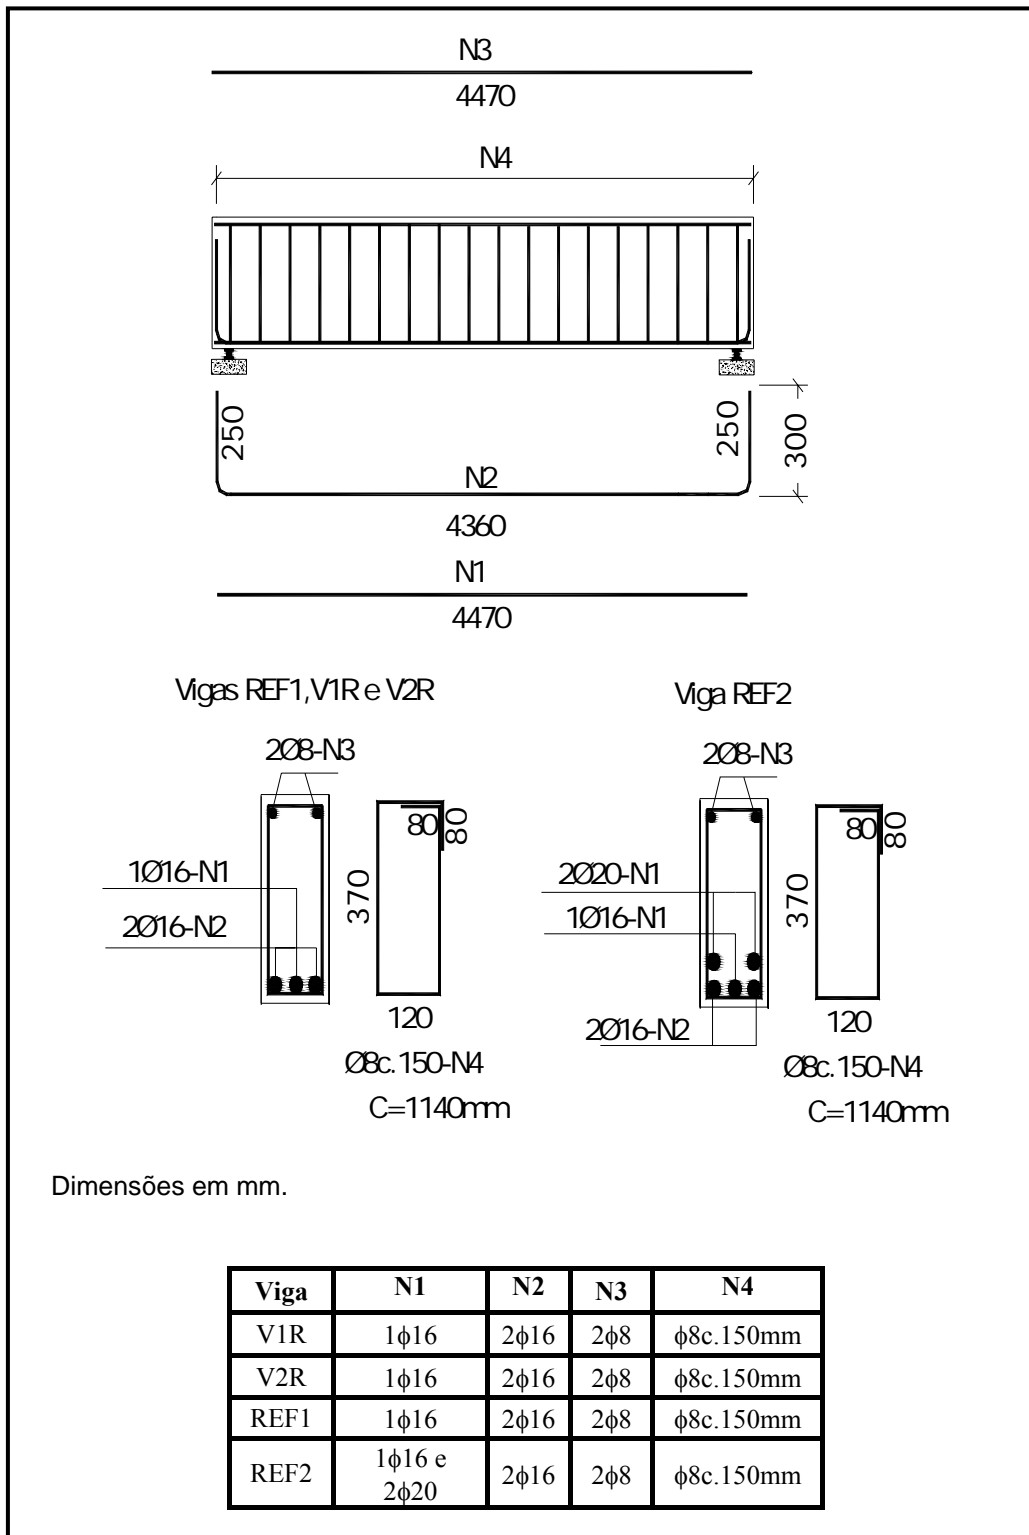 N3
4470
N4
250
250
300
N2
4360
N1
4470
Vigas REF1,V1R e V2R
Viga REF2
2Ø8-N3
2Ø8-N3
80
80
80
80
1Ø16-N1
2Ø16-N2
370
2Ø20-N1
1Ø16-N1
370
120
120
2Ø16-N2
Ø8c.150-N4
C=1140mm
Ø8c.150-N4
C=1140mm
Dimensões em mm.
Viga N1 N2 N3 N4
V1R 1ϕ16 2ϕ16 2ϕ8 ϕ8c.150mm
V2R 1ϕ16 2ϕ16 2ϕ8 ϕ8c.150mm
REF1 1ϕ16 2ϕ16 2ϕ8 ϕ8c.150mm
REF2 1ϕ16 e 2ϕ20 2ϕ16 2ϕ8 ϕ8c.150mm